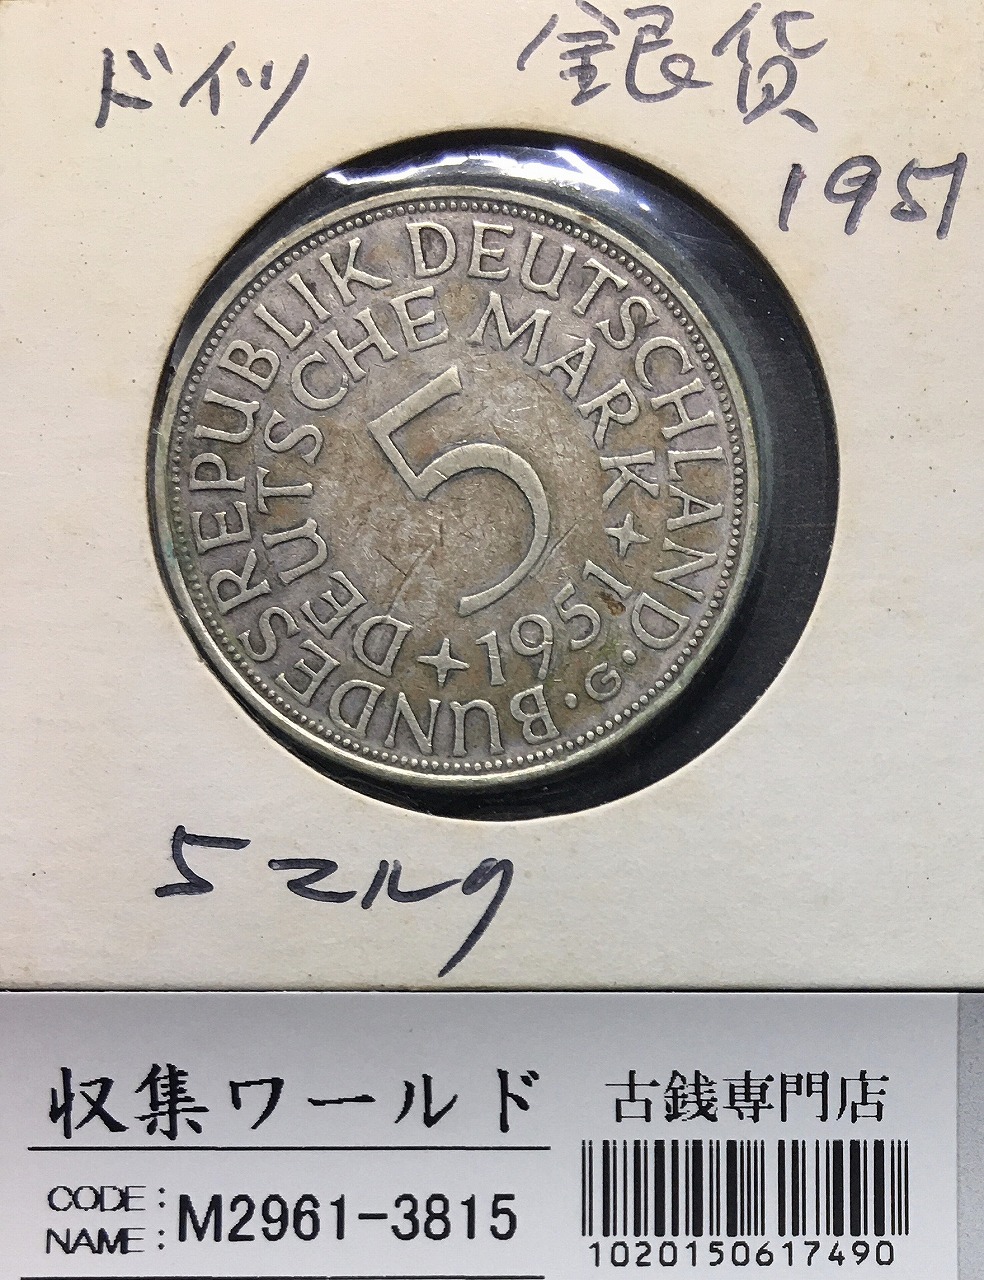 ドイツ 銀貨
1951
BUNDESREPUBLIK DEUTSCHLAND · G ·
DEUTSCHE MARK
5
1951
5マルク
収集ワールド 古銭専門店
CODE:
NAME: M2961-3815
1020150617490